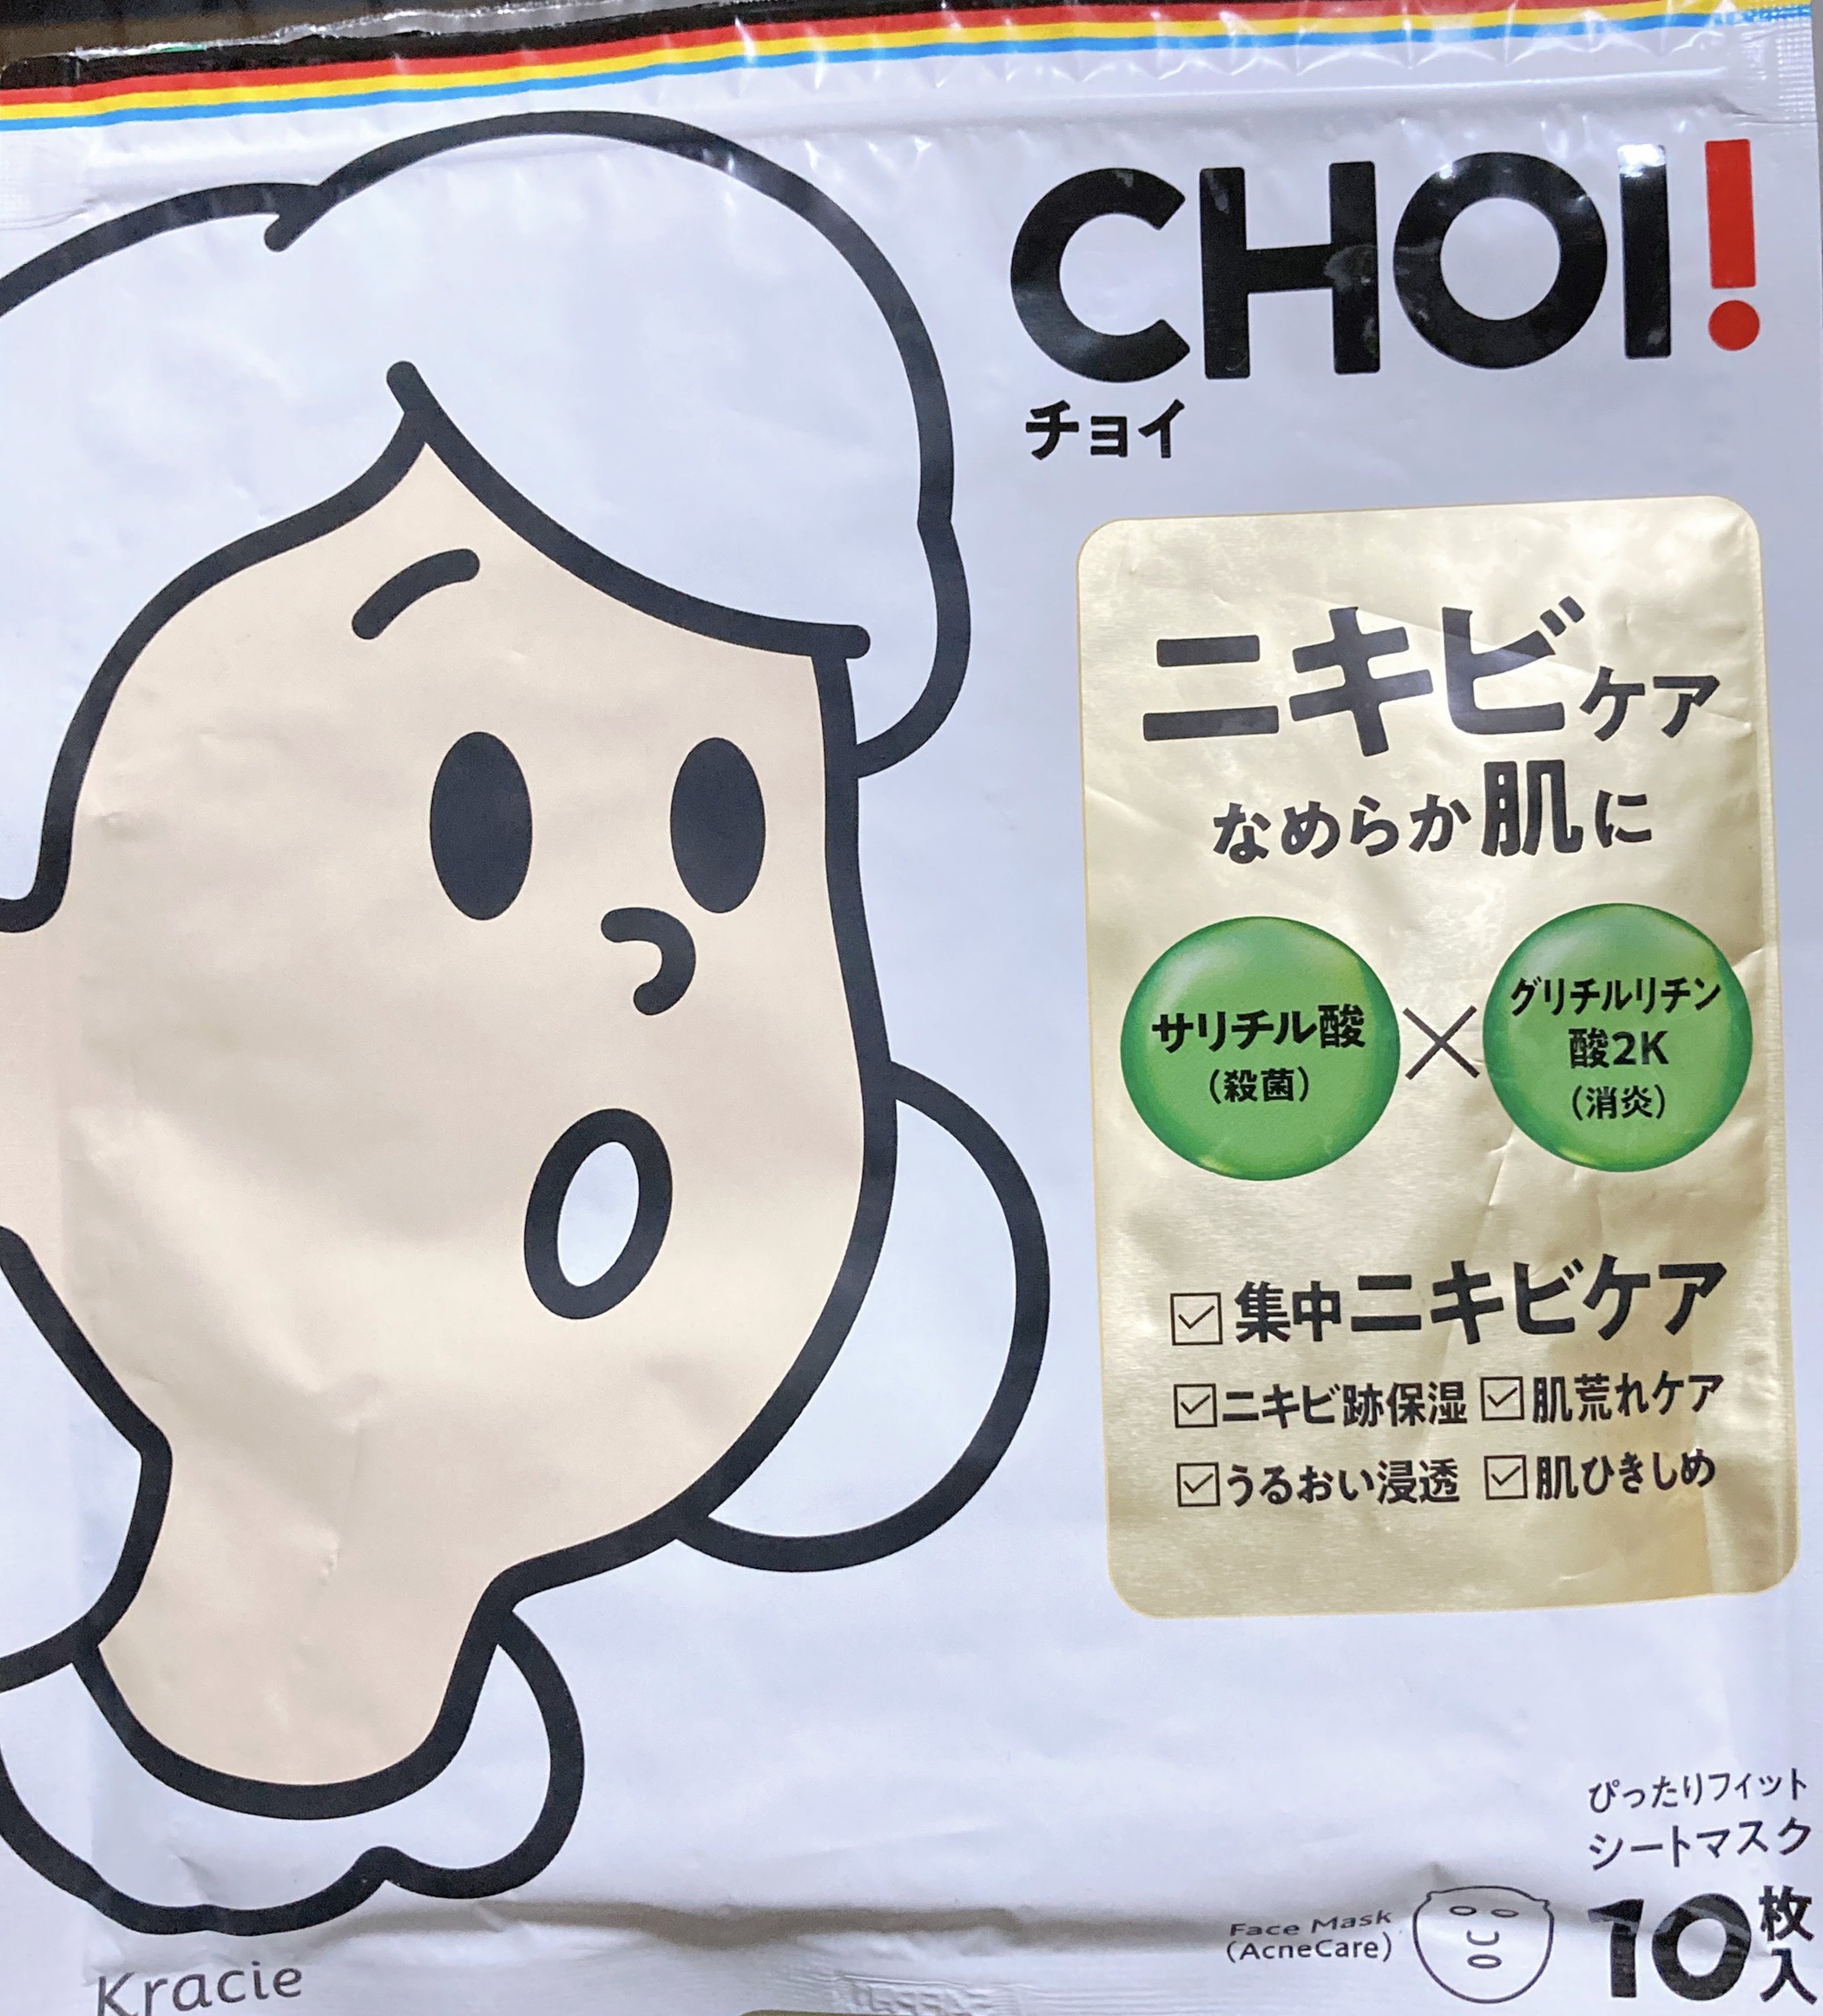 CHOI!
チョイ
ニキビケア
なめらか肌に
サリチル酸
(殺菌)
×
グリチルリチン
酸2K
(消炎)
集中ニキビケア
ニキビ跡保湿
肌荒れケア
うるおい浸透
肌ひきしめ
ぴったりフィット
シートマスク
10枚入
Face Mask
(AcneCare)
Kracie